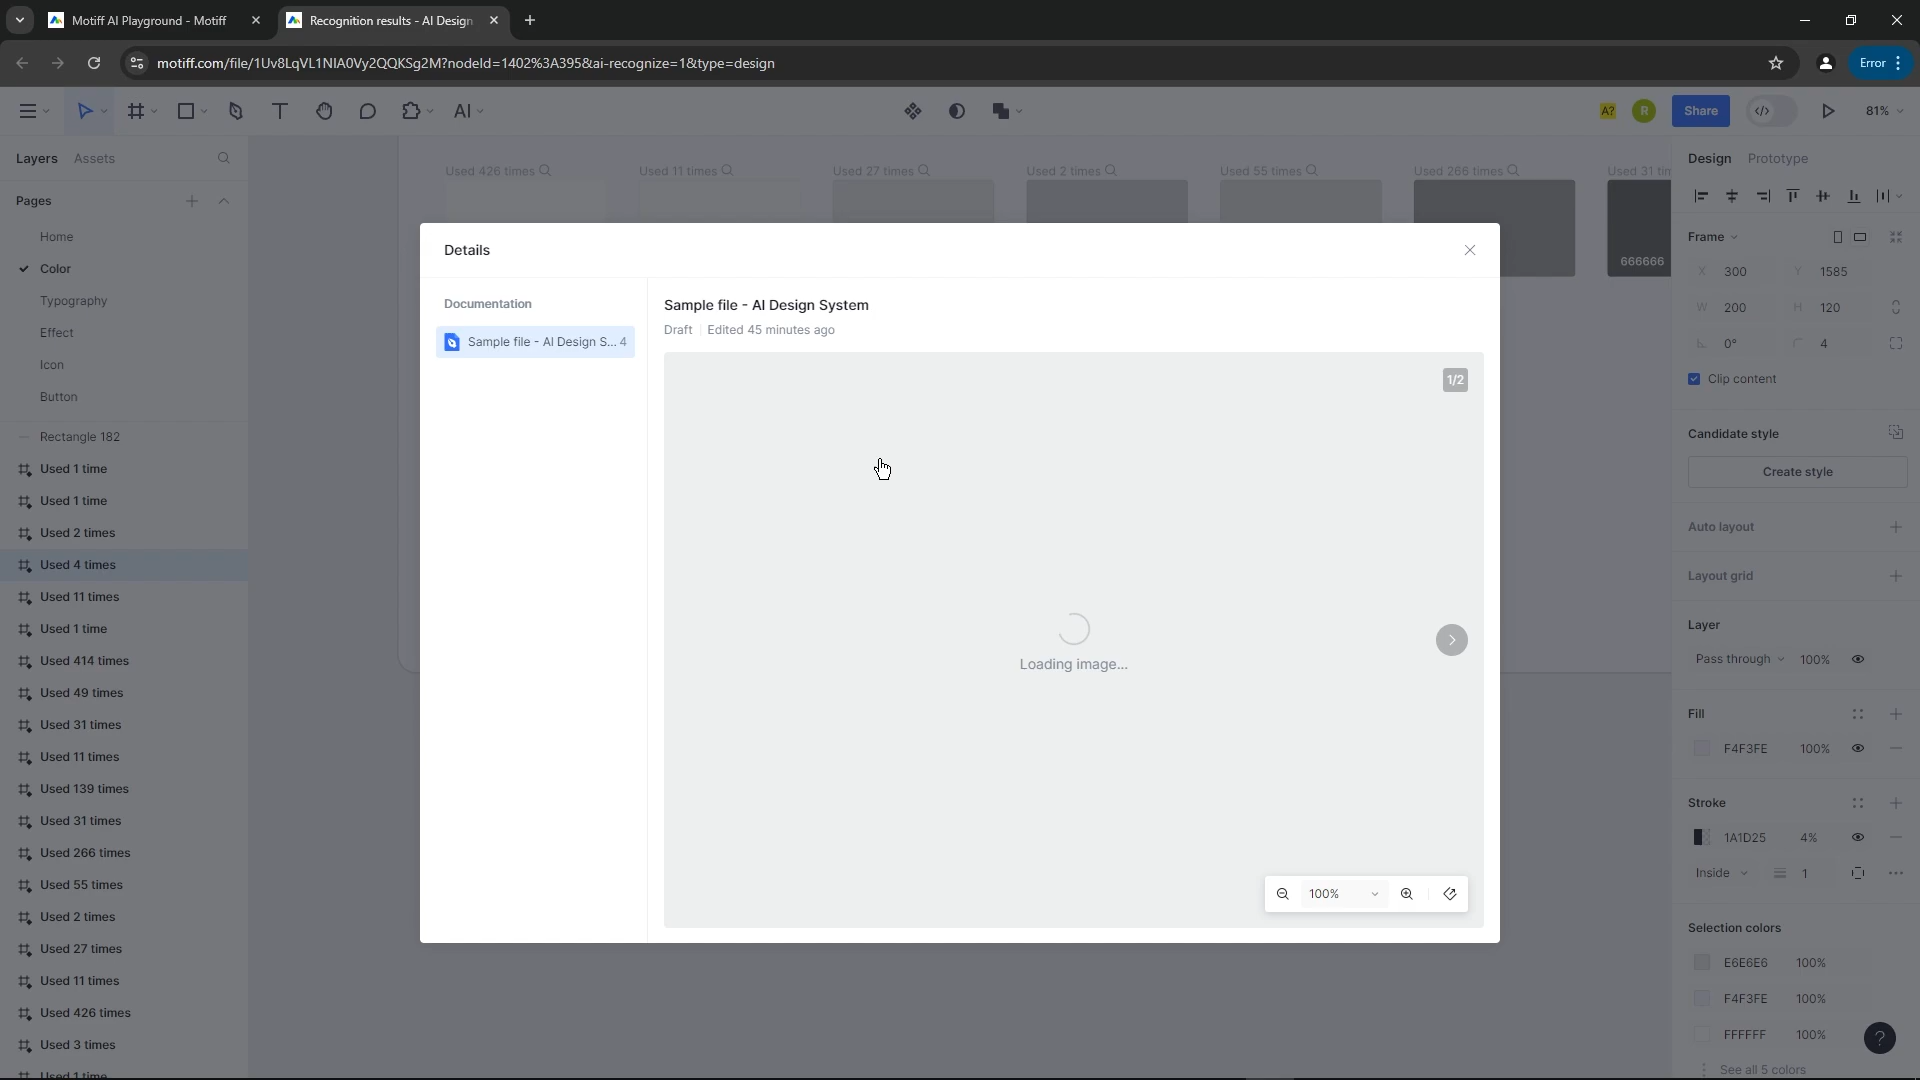 Motiff AI Playground - Motiff
Recognition results - AI Design
motiff.com/file/1Uv8LqVL1NIA0Vy2QQKSg2M?nodeId=1402%3A395&ai-recognize=1&type=design
Error
AI
A?
R
Share
81%
Layers
Assets
Pages
Home
Color
Typography
Effect
Icon
Button
Rectangle 182
Used 1 time
Used 1 time
Used 2 times
Used 4 times
Used 11 times
Used 1 time
Used 414 times
Used 49 times
Used 31 times
Used 11 times
Used 139 times
Used 31 times
Used 266 times
Used 55 times
Used 2 times
Used 27 times
Used 11 times
Used 426 times
Used 3 times
Used 1 time
Used 426 times
Used 11 times
Used 27 times
Used 2 times
Used 55 times
Used 266 times
Used 31 tim
666666
Details
Documentation
Sample file - AI Design S... 4
Sample file - AI Design System
Draft
Edited 45 minutes ago
1/2
Loading image...
100%
Design
Prototype
Frame
X 300
Y 1585
W 200
H 120
0°
4
Clip content
Candidate style
Create style
Auto layout
Layout grid
Layer
Pass through
100%
Fill
F4F3FE
100%
Stroke
1A1D25
4%
Inside
1
Selection colors
E6E6E6
100%
F4F3FE
100%
FFFFFF
100%
See all 5 colors
?